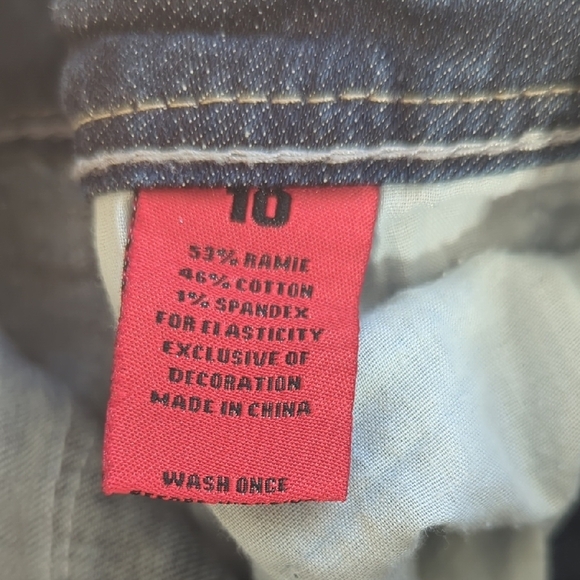 10
53% RAMIE
46% COTTON
1% SPANDEX
FOR ELASTICITY
EXCLUSIVE OF
DECORATION
MADE IN CHINA
WASH ONCE